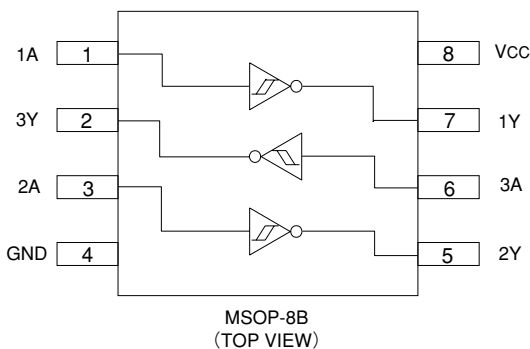 1A 1 8 VCC
3Y 2 7 1Y
2A 3 6 3A
GND 4 5 2Y
MSOP-8B
(TOP VIEW)